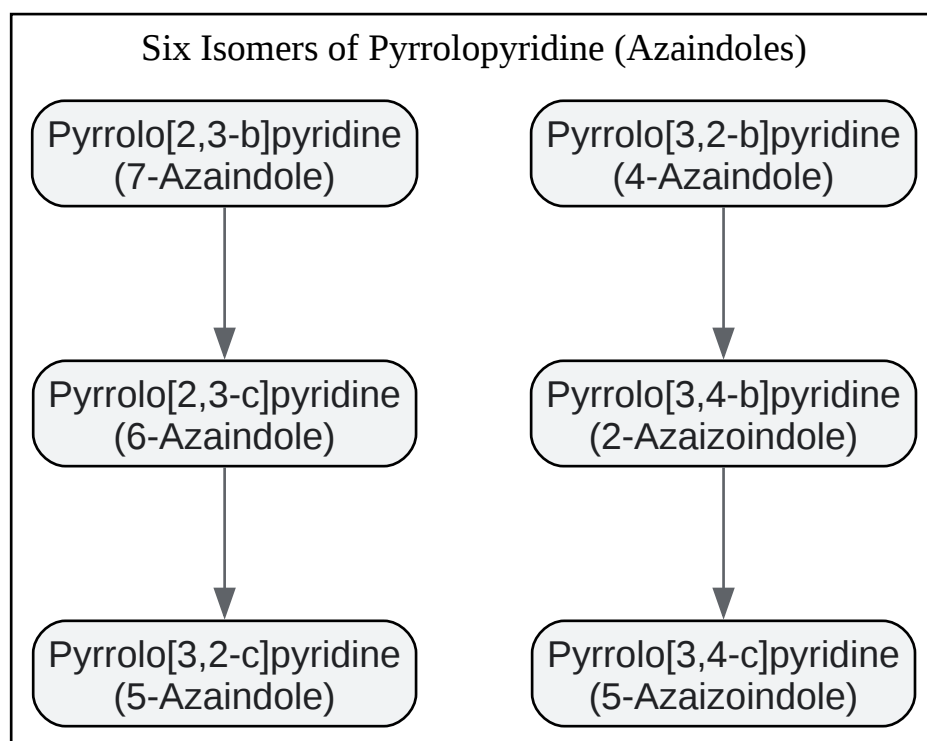 Six Isomers of Pyrrolopyridine (Azaindoles)
Pyrrolo[2,3-b]pyridine
(7-Azaindole)
Pyrrolo[3,2-b]pyridine
(4-Azaindole)
Pyrrolo[2,3-c]pyridine
(6-Azaindole)
Pyrrolo[3,4-b]pyridine
(2-Azaizoindole)
Pyrrolo[3,2-c]pyridine
(5-Azaindole)
Pyrrolo[3,4-c]pyridine
(5-Azaizoindole)